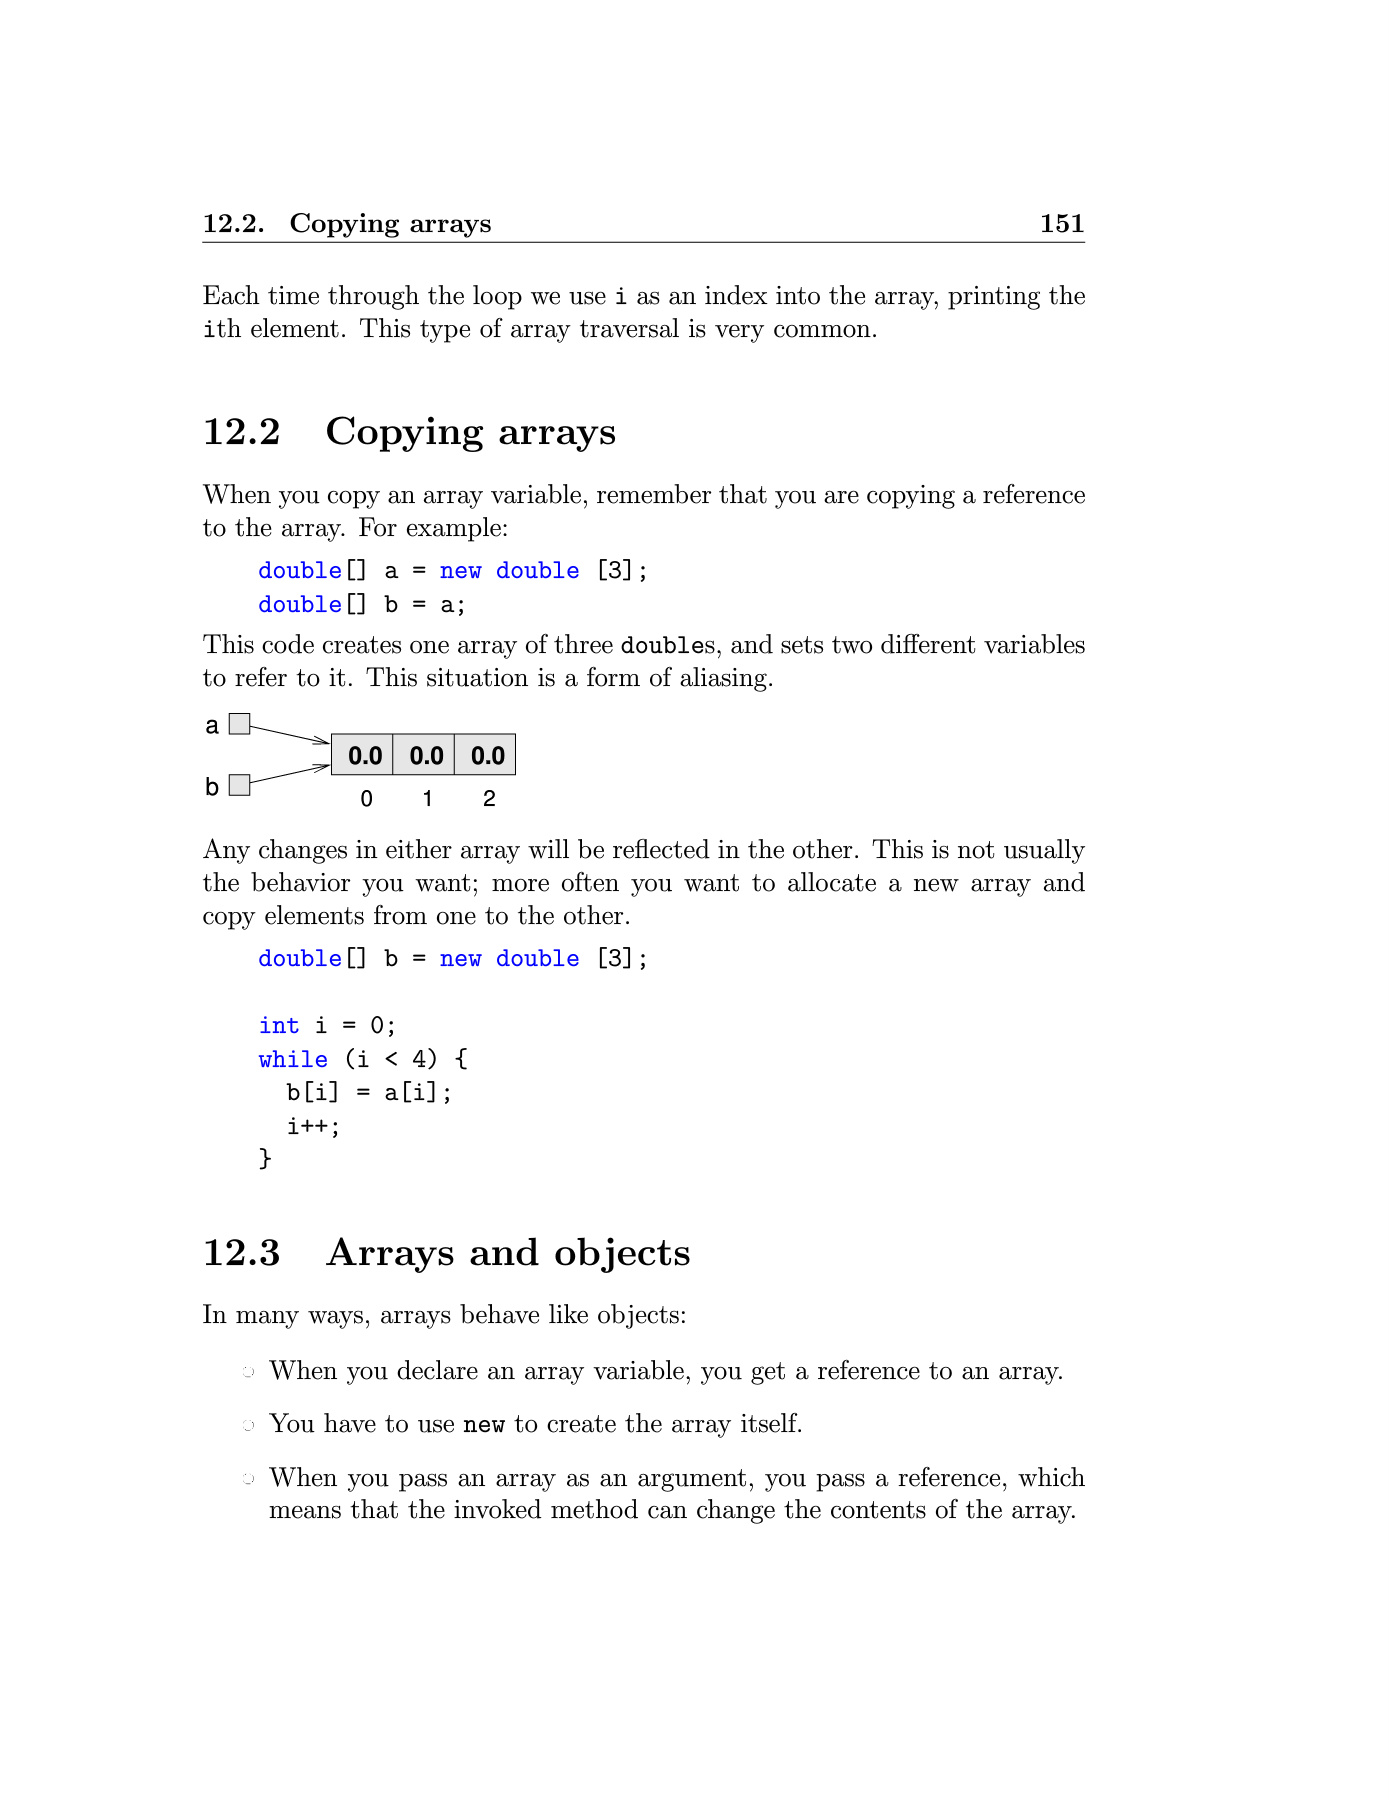 12.2. Copying arrays 151
Each time through the loop we use i as an index into the array, printing the
ith element. This type of array traversal is very common.
12.2 Copying arrays
When you copy an array variable, remember that you are copying a reference
to the array. For example:
double[] a = new double [3];
double[] b = a;
This code creates one array of three doubles, and sets two different variables
to refer to it. This situation is a form of aliasing.
a
0.0 0.0 0.0
b
0 1 2
Any changes in either array will be reflected in the other. This is not usually
the behavior you want; more often you want to allocate a new array and
copy elements from one to the other.
double[] b = new double [3];
int i = 0;
while (i < 4) {
b[i] = a[i];
i++;
}
12.3 Arrays and objects
In many ways, arrays behave like objects:
When you declare an array variable, you get a reference to an array.
You have to use new to create the array itself.
When you pass an array as an argument, you pass a reference, which
means that the invoked method can change the contents of the array.